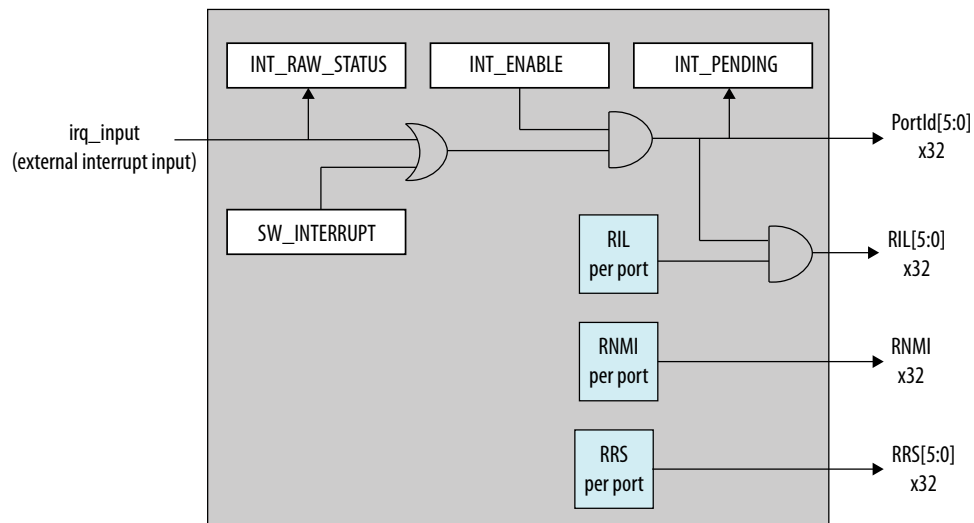 INT_RAW_STATUS
INT_ENABLE
INT_PENDING
irq_input
(external interrupt input)
PortId[5:0]
x32
SW_INTERRUPT
RIL
per port
RIL[5:0]
x32
RNMI
per port
RNMI
x32
RRS
per port
RRS[5:0]
x32